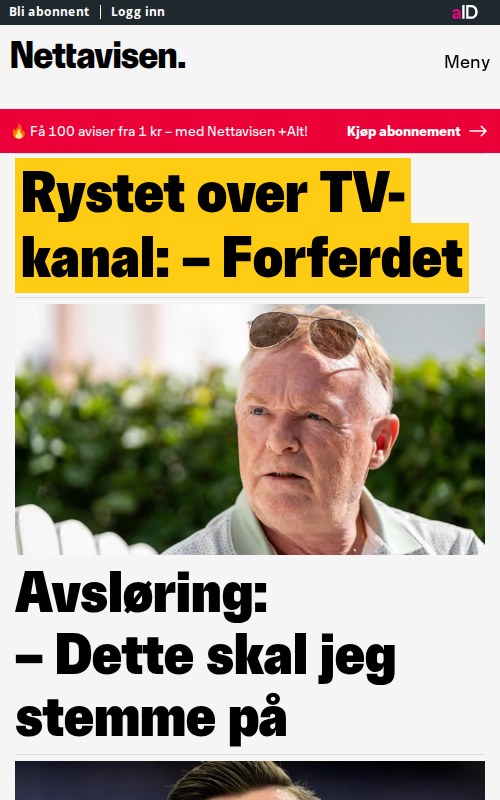 Bli abonnent
Logg inn
aID
Nettavisen.
Meny
🔥 Få 100 aviser fra 1 kr – med Nettavisen +Alt!
Kjøp abonnement →
Rystet over TV-
kanal: – Forferdet
Avsløring:
– Dette skal jeg
stemme på